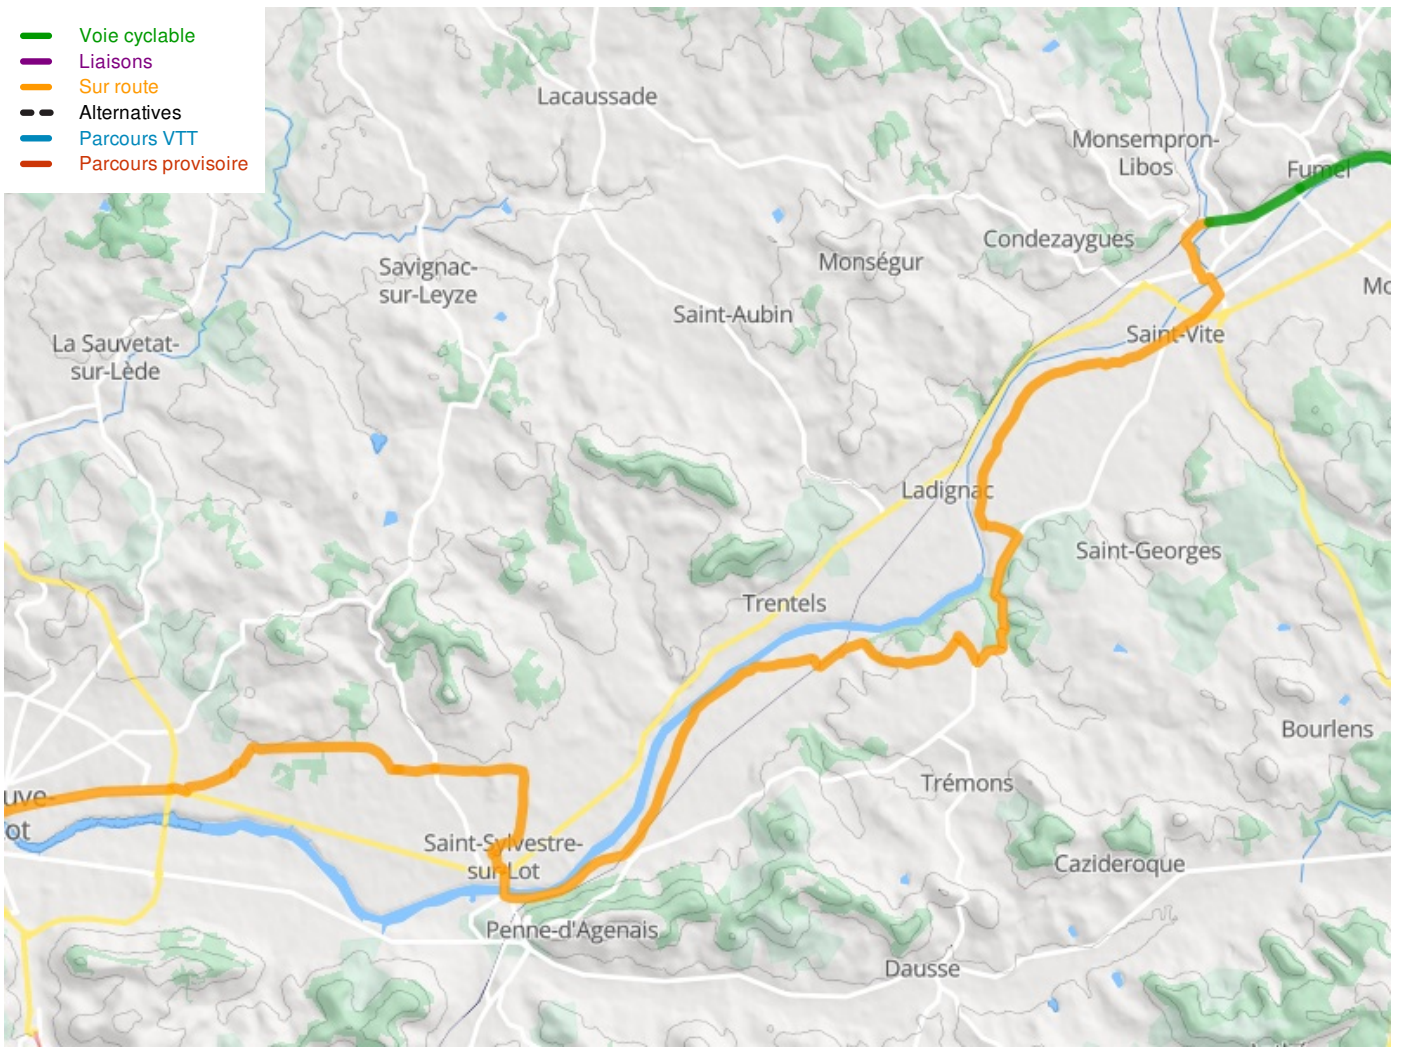 Voie cyclable
Liaisons
Sur route
Alternatives
Parcours VTT
Parcours provisoire
Lacaussade
Monsempron-
Libos
Fumel
Condezaygues
Monségur
Savignac-
sur-Leyze
Saint-Aubin
Saint-Vite
La Sauvetat-
sur-Lède
Ladignac
Saint-Georges
Trentels
Bourlens
Trémons
uve-
ot
Saint-Sylvestre-
sur-Lot
Cazideroque
Penne-d'Agenais
Dausse